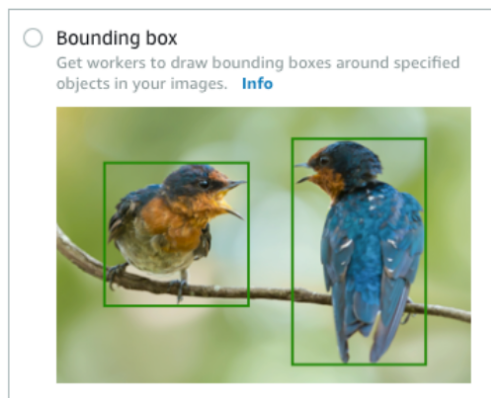 Bounding box
Get workers to draw bounding boxes around specified
objects in your images. Info